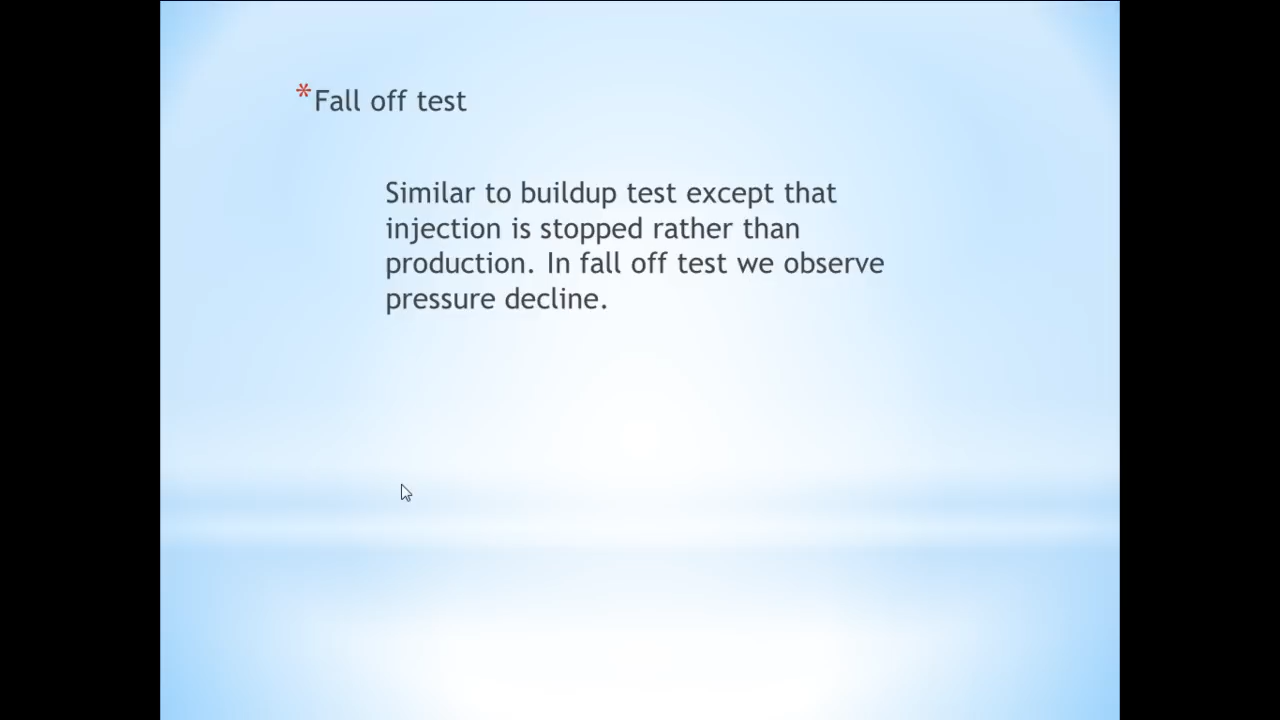 *Fall off test
Similar to buildup test except that
injection is stopped rather than
production. In fall off test we observe
pressure decline.